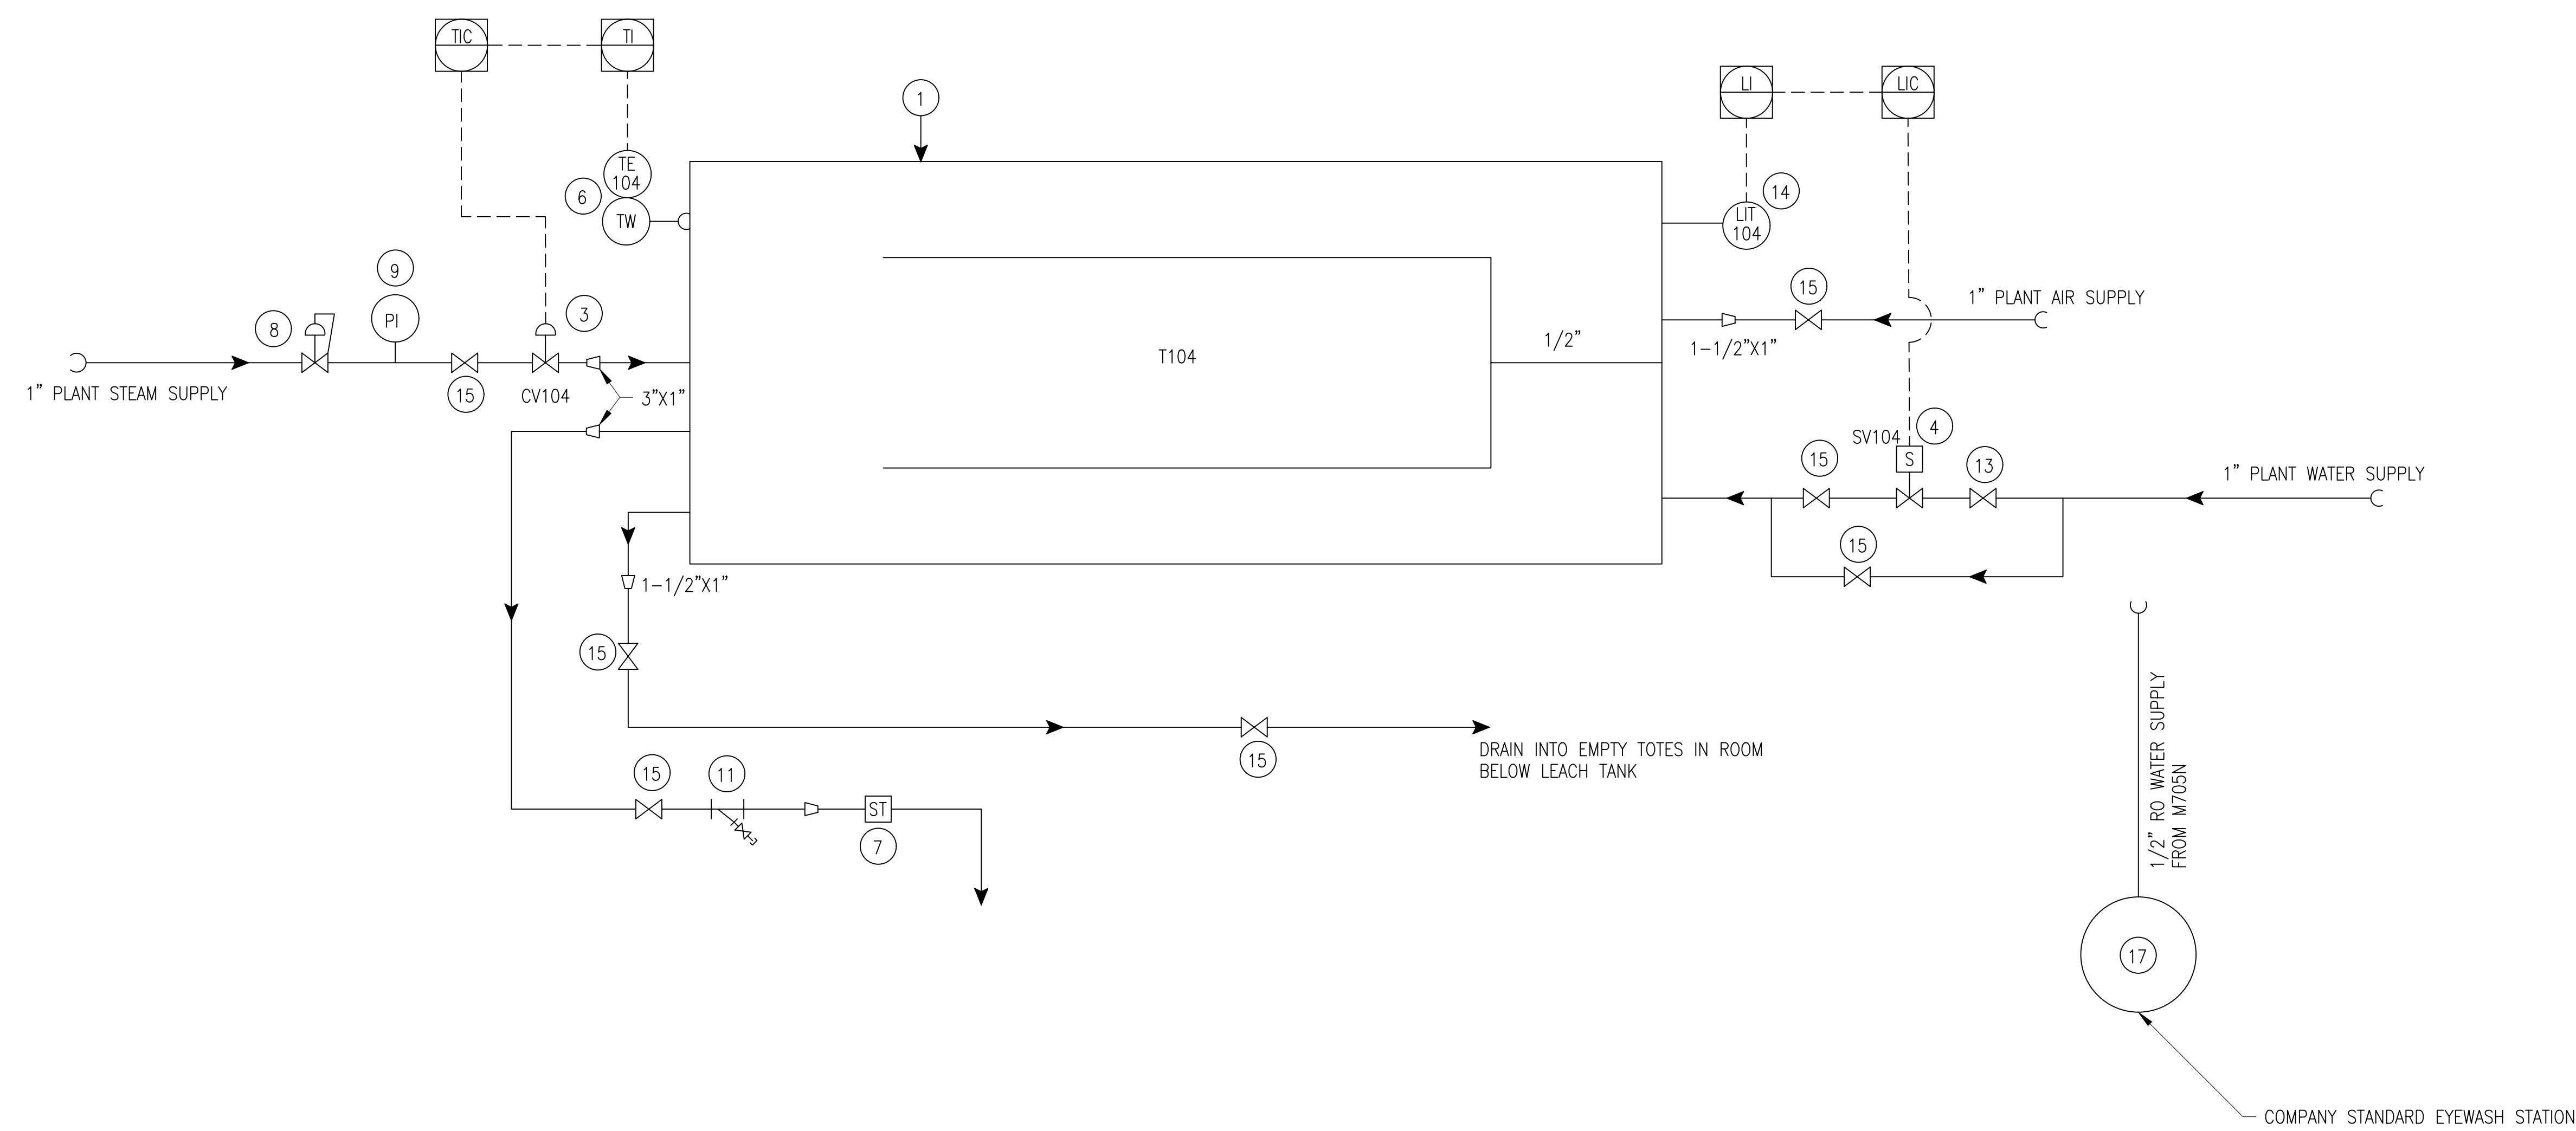 TIC
TI
LI
LIC
1
TE
104
6
TW
14
LIT
104
9
PI
8
3
15
1" PLANT AIR SUPPLY
1/2"
1-1/2"X1"
T104
1" PLANT STEAM SUPPLY
15
CV104
3"X1"
SV104
4
S
15
13
1" PLANT WATER SUPPLY
15
1-1/2"X1"
15
15
DRAIN INTO EMPTY TOTES IN ROOM
BELOW LEACH TANK
15
11
ST
7
1/2" RO WATER SUPPLY
FROM M705N
17
COMPANY STANDARD EYEWASH STATION